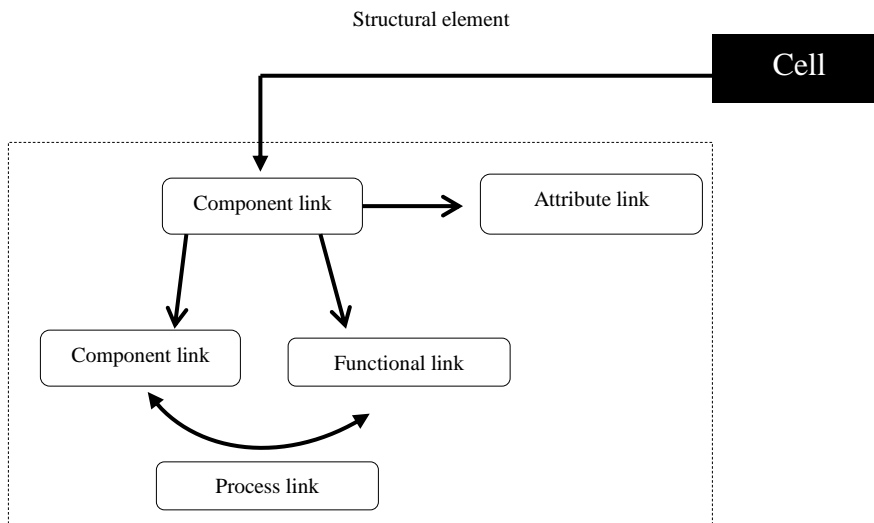 Structural element
Cell
Component link
Attribute link
Component link
Functional link
Process link